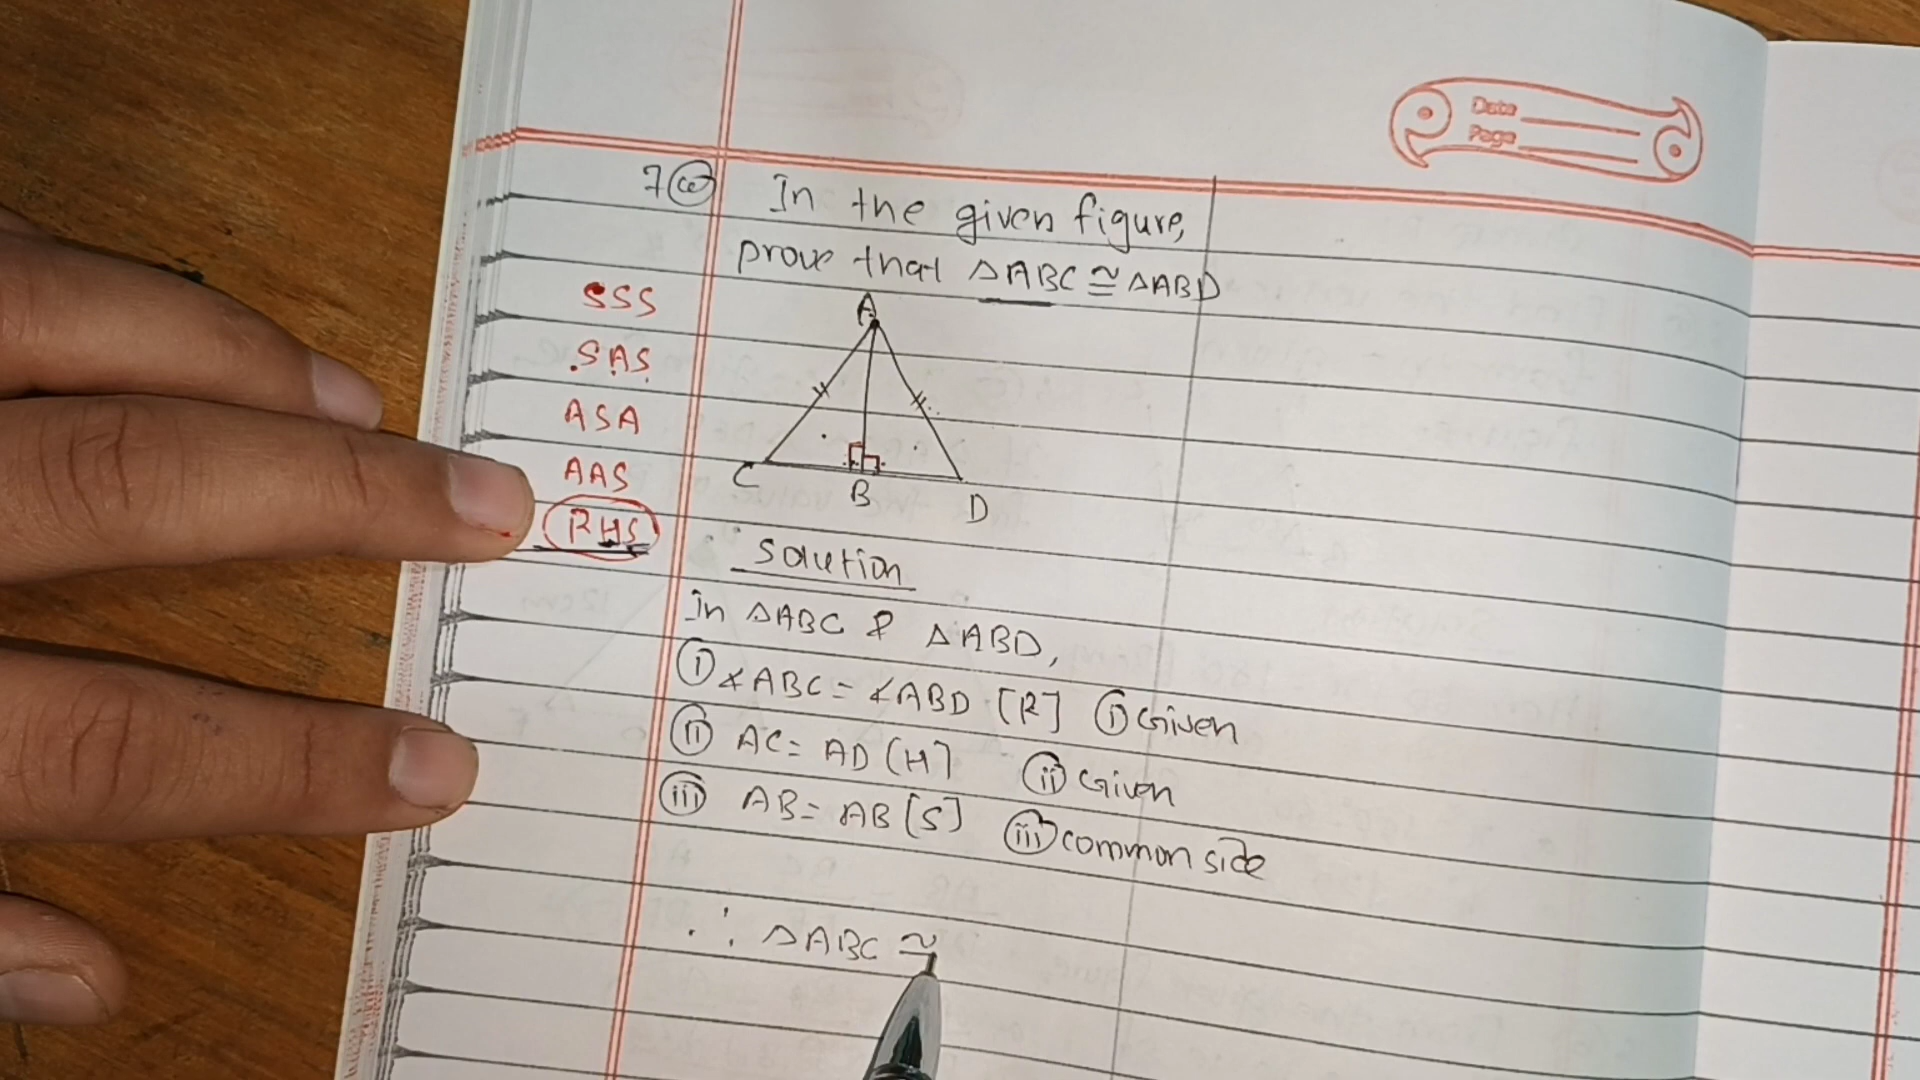 Date
Page
7 (a) In the given figure,
prove that △ABC ≅ △ABD
SSS
SAS
ASA
AAS
RHS
A
C
B
D
Solution
In △ABC & △ABD,
(i) ∡ABC = ∡ABD [R] (i) Given
(ii) AC = AD [H] (ii) Given
(iii) AB = AB [S] (iii) common side
∴ △ABC ≅